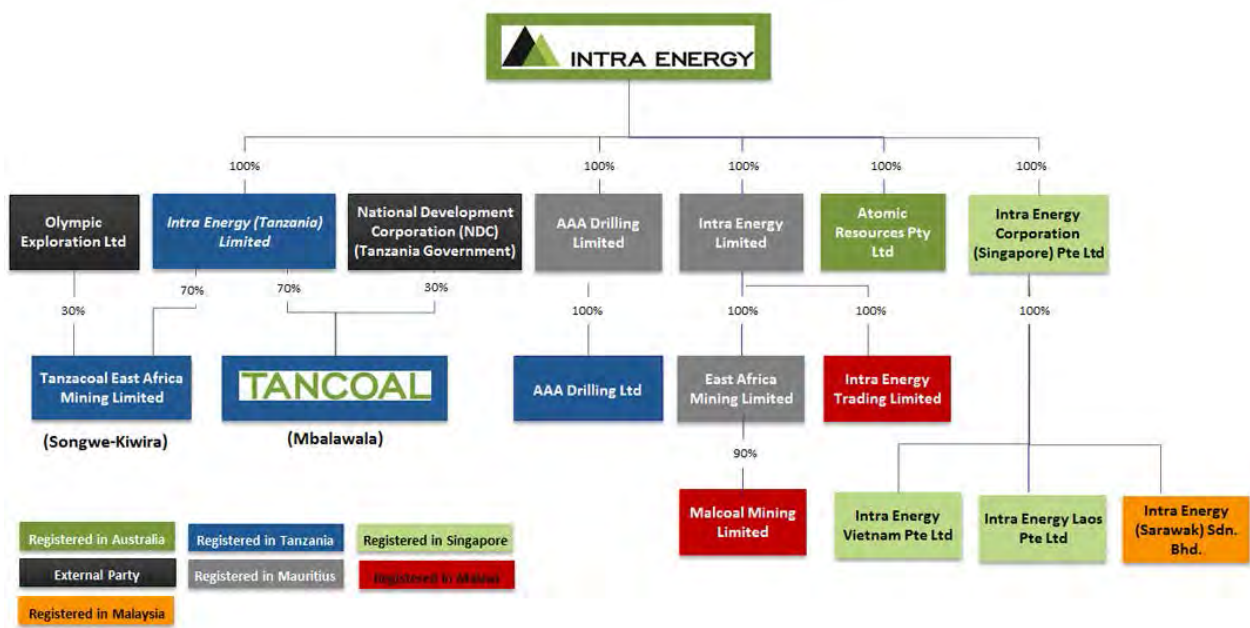 INTRA ENERGY
100%
100%
100%
100%
100%
Olympic
Exploration Ltd
Intra Energy (Tanzania)
Limited
National Development
Corporation (NDC)
(Tanzania Government)
AAA Drilling
Limited
Intra Energy
Limited
Atomic
Resources Pty
Ltd
Intra Energy
Corporation
(Singapore) Pte Ltd
30%
70%
70%
30%
100%
100%
100%
100%
Tanzacoal East Africa
Mining Limited
(Songwe-Kiwira)
TANCOAL
(Mbalawala)
AAA Drilling Ltd
East Africa
Mining Limited
Intra Energy
Trading Limited
90%
Malcoal Mining
Limited
Intra Energy
Vietnam Pte Ltd
Intra Energy Laos
Pte Ltd
Intra Energy
(Sarawak) Sdn.
Bhd.
Registered in Australia
Registered in Tanzania
Registered in Singapore
External Party
Registered in Mauritius
Registered in Malawi
Registered in Malaysia